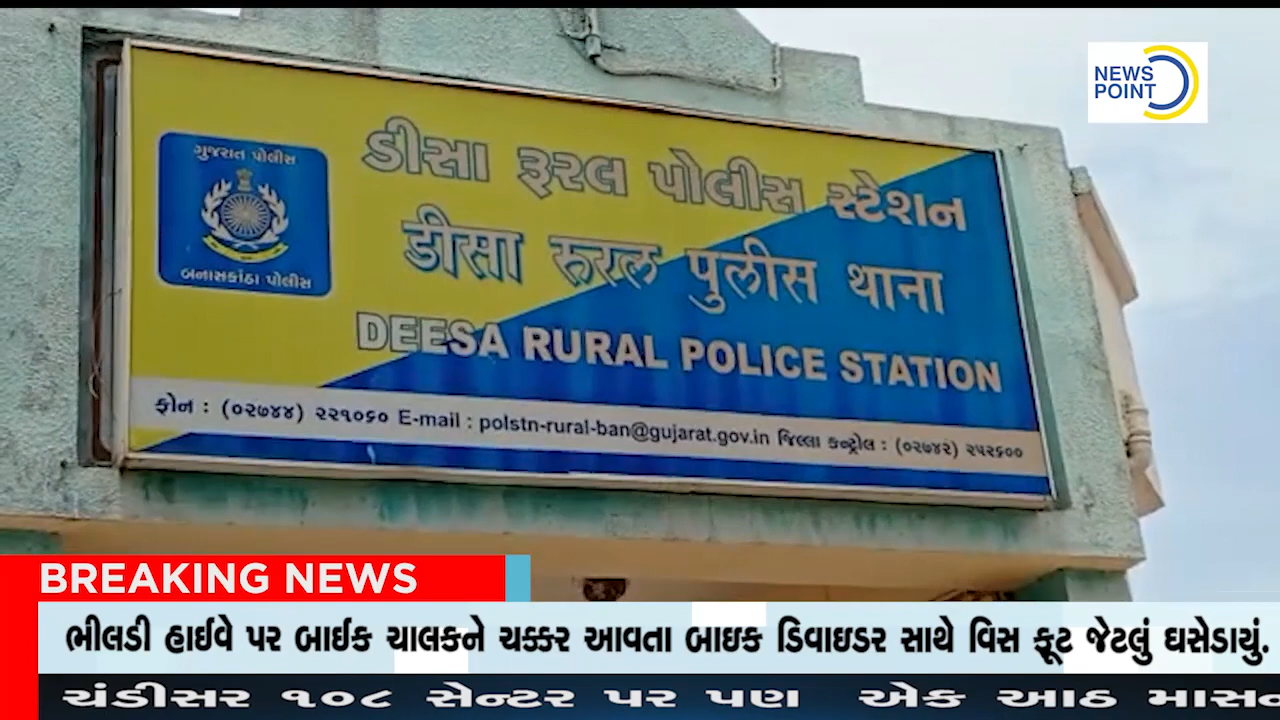 NEWS
POINT
ગુજરાત પોલીસ
બનાસકાંઠા પોલીસ
ડીસા રૂરલ પોલીસ સ્ટેશન
डीसा रुरल पुलीस थाना
DEESA RURAL POLICE STATION
ફોન : (૦૨૭૪૪) ૨૨૧૦૬૦ E-mail : polstn-rural-ban@gujarat.gov.in જિલ્લા કન્ટ્રોલ : (૦૨૭૪૨) ૨૫૨૬૦૦
BREAKING NEWS
ભીલડી હાઈવે પર બાઈક ચાલકને ચક્કર આવતા બાઇક ડિવાઇડર સાથે વિસ ફૂટ જેટલું ઘસેડાયું.
ચંડીસર ૧૦૮ સેન્ટર પર પણ એક આઠ માસન